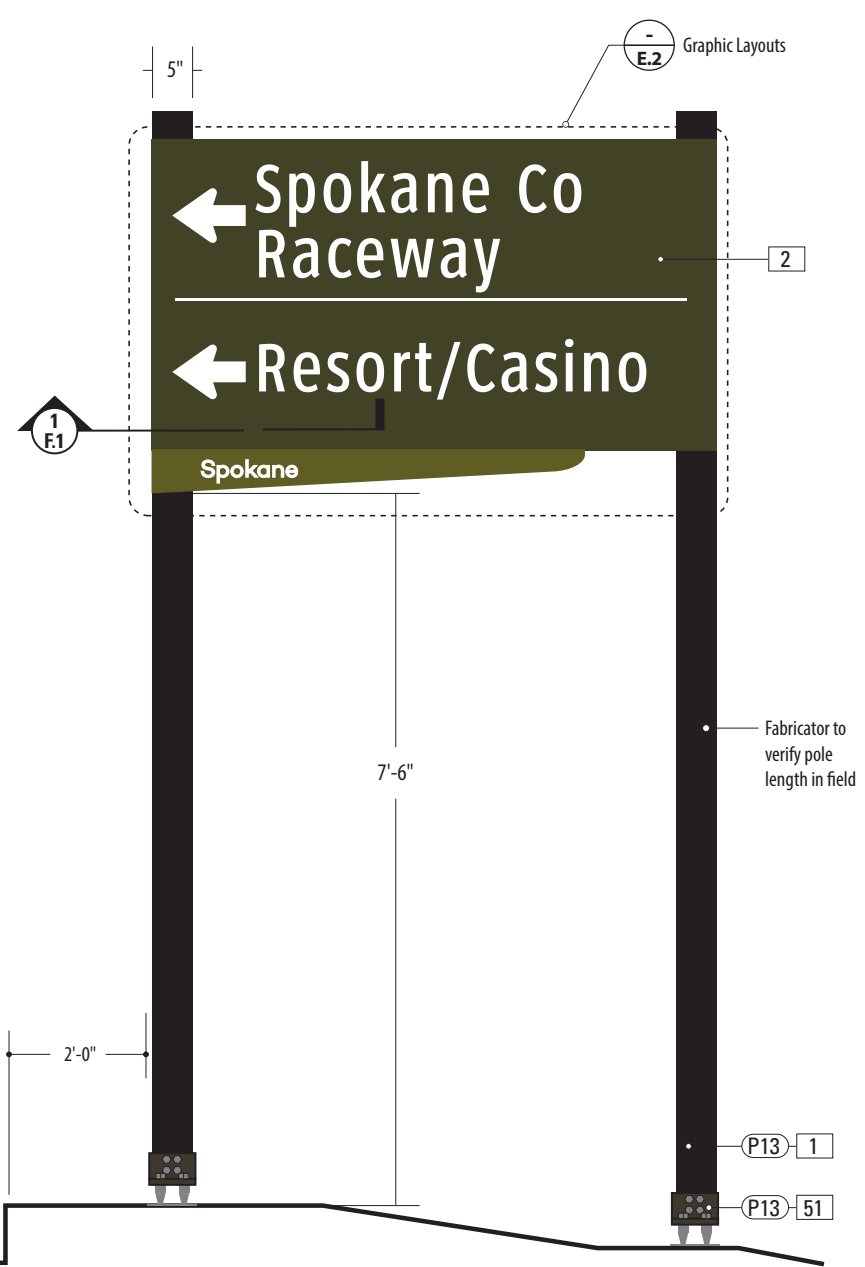 -
E.2
Graphic Layouts
5"
Spokane Co
Raceway
2
Resort/Casino
1
F.1
Spokane
Fabricator to
verify pole
length in field
7'-6"
2'-0"
P13 1
P13 51